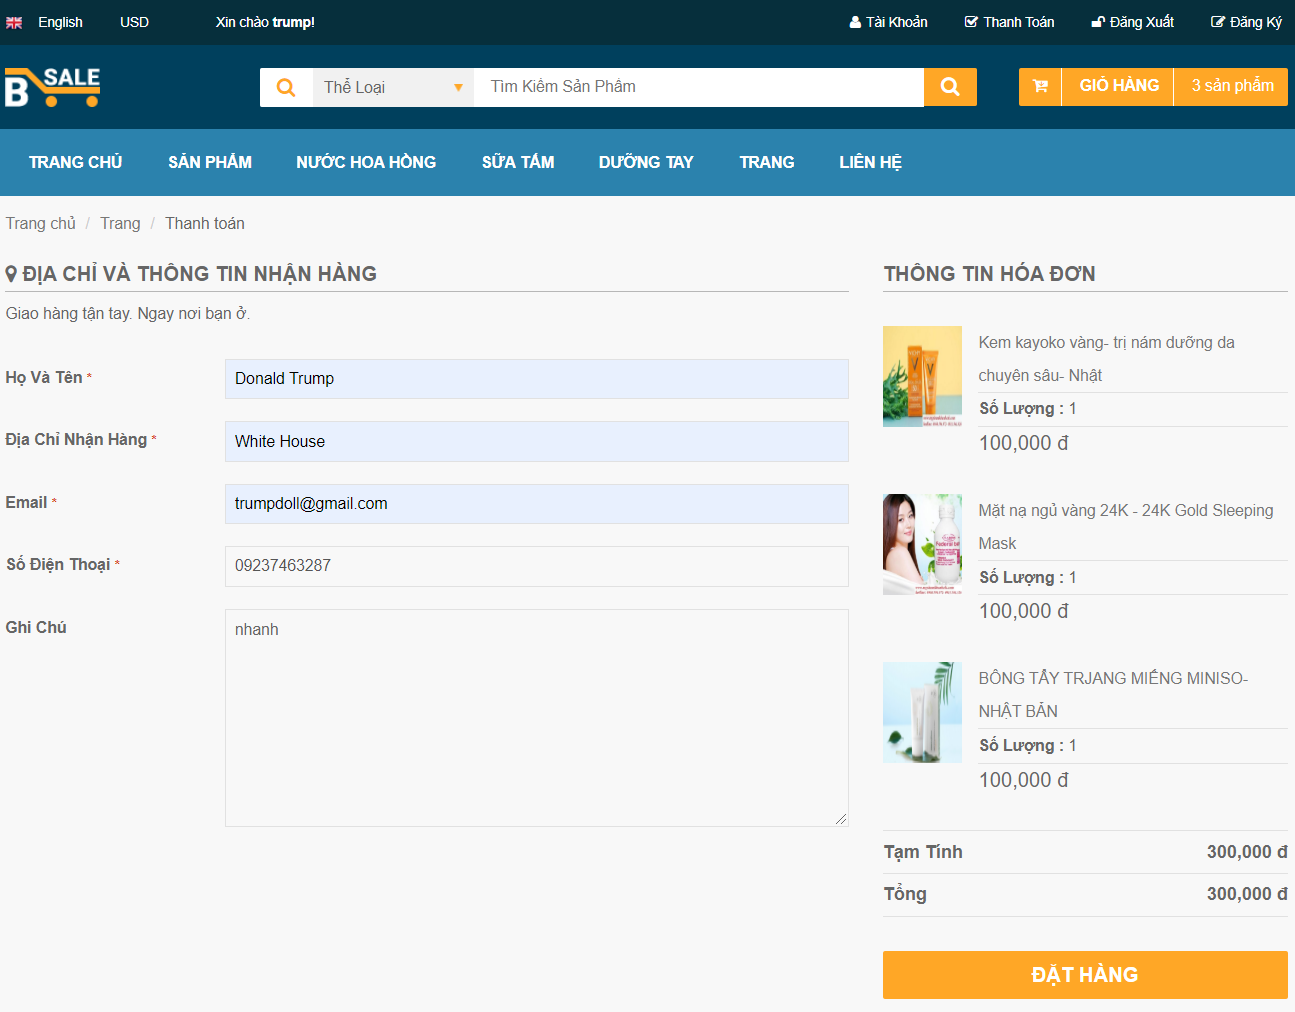 English USD Xin chào trump! Tài Khoản Thanh Toán Đăng Xuất Đăng Ký
B SALE Thể Loại Tìm Kiếm Sản Phẩm GIỎ HÀNG 3 sản phẩm
TRANG CHỦ SẢN PHẨM NƯỚC HOA HỒNG SỮA TẮM DƯỠNG TAY TRANG LIÊN HỆ
Trang chủ / Trang / Thanh toán
ĐỊA CHỈ VÀ THÔNG TIN NHẬN HÀNG
Giao hàng tận tay. Ngay nơi bạn ở.
Họ Và Tên * Donald Trump
Địa Chỉ Nhận Hàng * White House
Email * trumpdoll@gmail.com
Số Điện Thoại * 09237463287
Ghi Chú nhanh
THÔNG TIN HÓA ĐƠN
Kem kayoko vàng- trị nám dưỡng da
chuyên sâu- Nhật
Số Lượng : 1
100,000 đ
Mặt nạ ngủ vàng 24K - 24K Gold Sleeping
Mask
Số Lượng : 1
100,000 đ
BÔNG TẨY TRJANG MIẾNG MINISO-
NHẬT BẢN
Số Lượng : 1
100,000 đ
Tạm Tính 300,000 đ
Tổng 300,000 đ
ĐẶT HÀNG